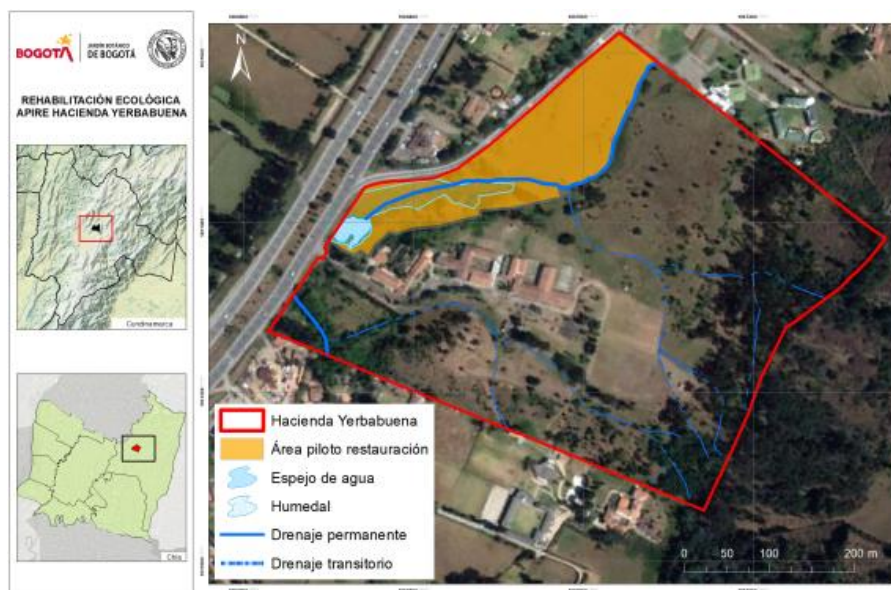 BOGOTÁ
JARDÍN BOTÁNICO
DE BOGOTÁ
REHABILITACIÓN ECOLÓGICA
APIRE HACIENDA YERBABUENA
Cundinamarca
Chía
N
Hacienda Yerbabuena
Área piloto restauración
Espejo de agua
Humedal
Drenaje permanente
Drenaje transitorio
0 50 100 200 m